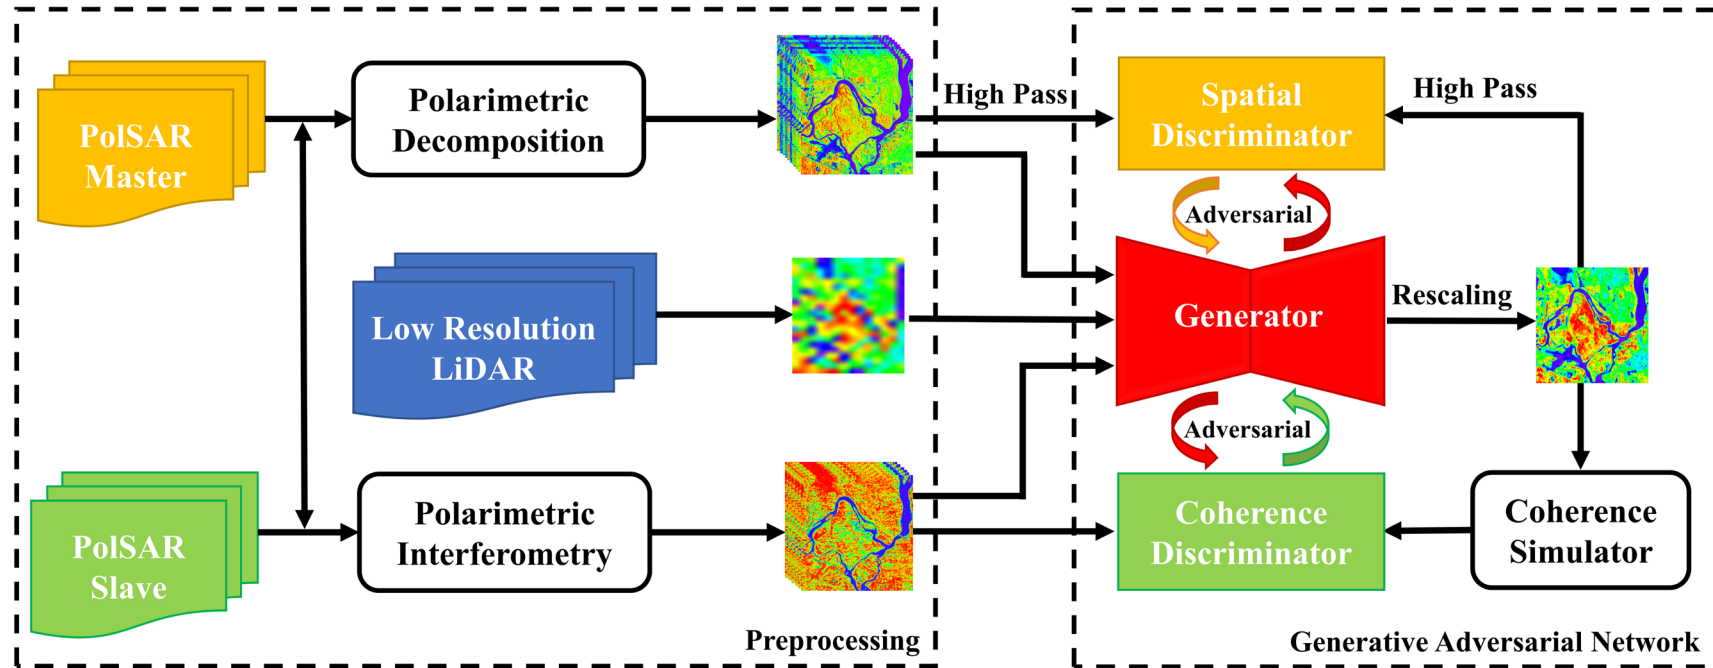 PolSAR
Master
Polarimetric
Decomposition
High Pass
Spatial
Discriminator
High Pass
Adversarial
Low Resolution
LiDAR
Generator
Rescaling
Adversarial
PolSAR
Slave
Polarimetric
Interferometry
Coherence
Discriminator
Coherence
Simulator
Preprocessing
Generative Adversarial Network